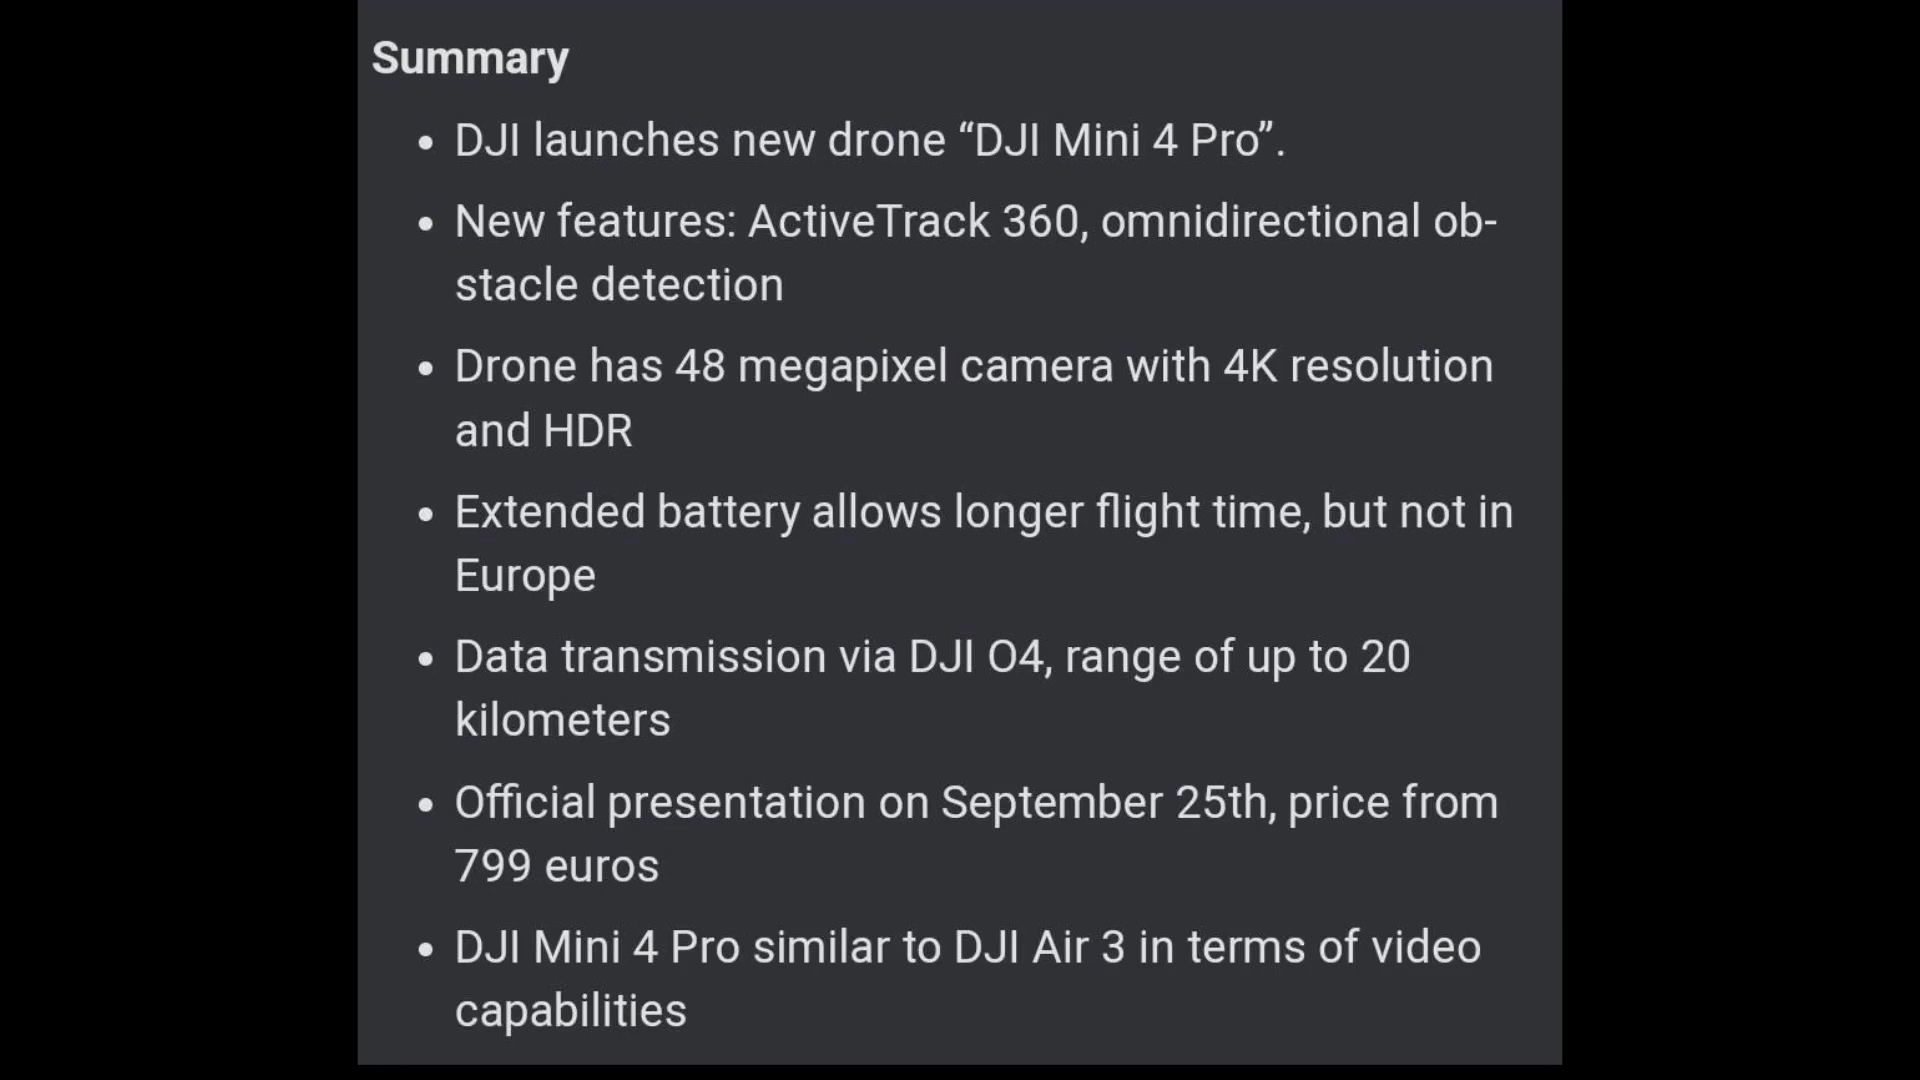 Summary
• DJI launches new drone “DJI Mini 4 Pro”.
• New features: ActiveTrack 360, omnidirectional ob-
stacle detection
• Drone has 48 megapixel camera with 4K resolution
and HDR
• Extended battery allows longer flight time, but not in
Europe
• Data transmission via DJI O4, range of up to 20
kilometers
• Official presentation on September 25th, price from
799 euros
• DJI Mini 4 Pro similar to DJI Air 3 in terms of video
capabilities